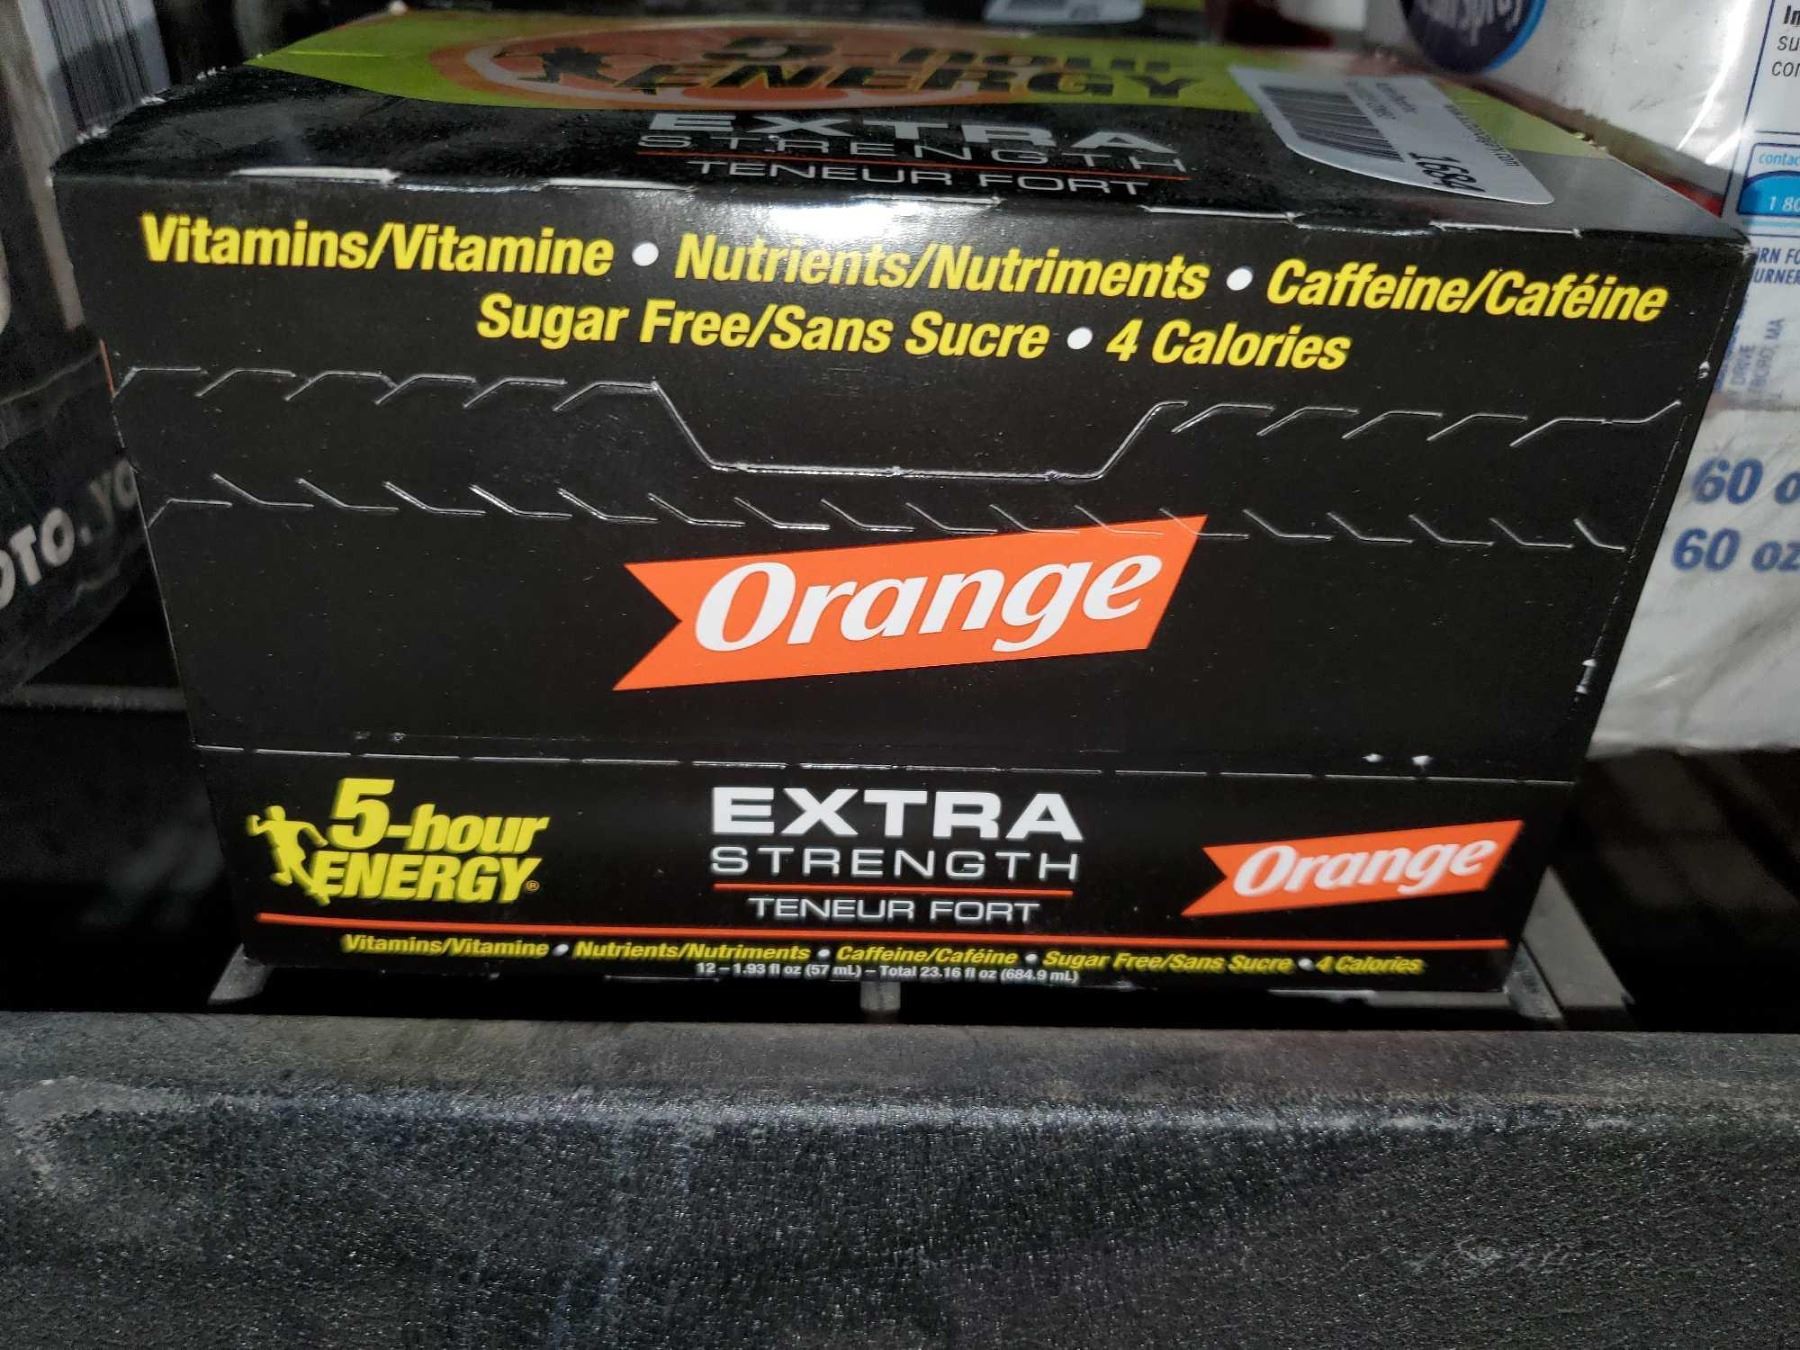 5-hour
ENERGY
EXTRA
STRENGTH
TENEUR FORT
1684
Vitamins/Vitamine • Nutrients/Nutriments • Caffeine/Caféine
Sugar Free/Sans Sucre • 4 Calories
Orange
5-hour
ENERGY®
EXTRA
STRENGTH
TENEUR FORT
Orange
Vitamins/Vitamine • Nutrients/Nutriments • Caffeine/Caféine • Sugar Free/Sans Sucre • 4 Calories
12 – 1.93 fl oz (57 mL) – Total 23.16 fl oz (684.9 mL)
60
60 oz